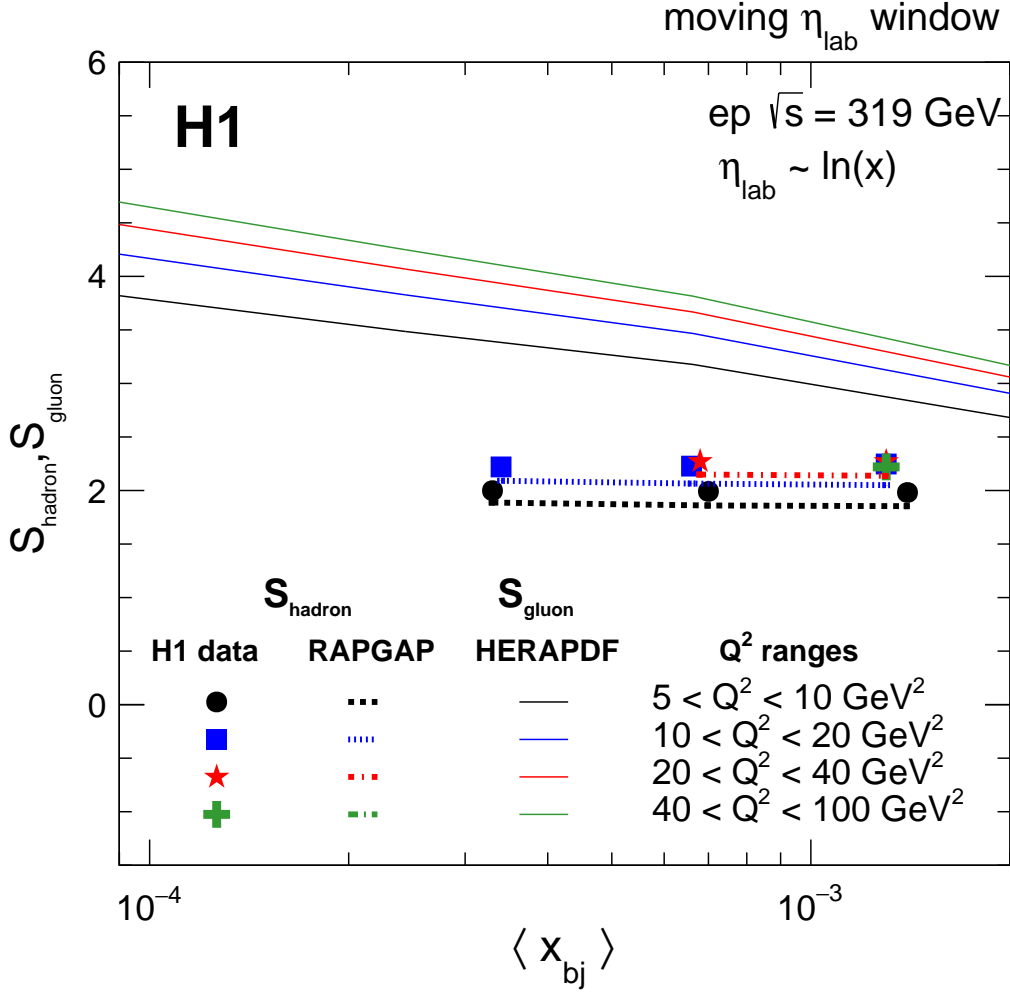 moving η_lab window
6
H1
ep √s = 319 GeV
η_lab ~ ln(x)
4
S_hadron, S_gluon
2
S_hadron S_gluon
H1 data RAPGAP HERAPDF Q² ranges
5 < Q² < 10 GeV²
0
10 < Q² < 20 GeV²
20 < Q² < 40 GeV²
40 < Q² < 100 GeV²
10⁻⁴ 10⁻³
⟨ x_bj ⟩